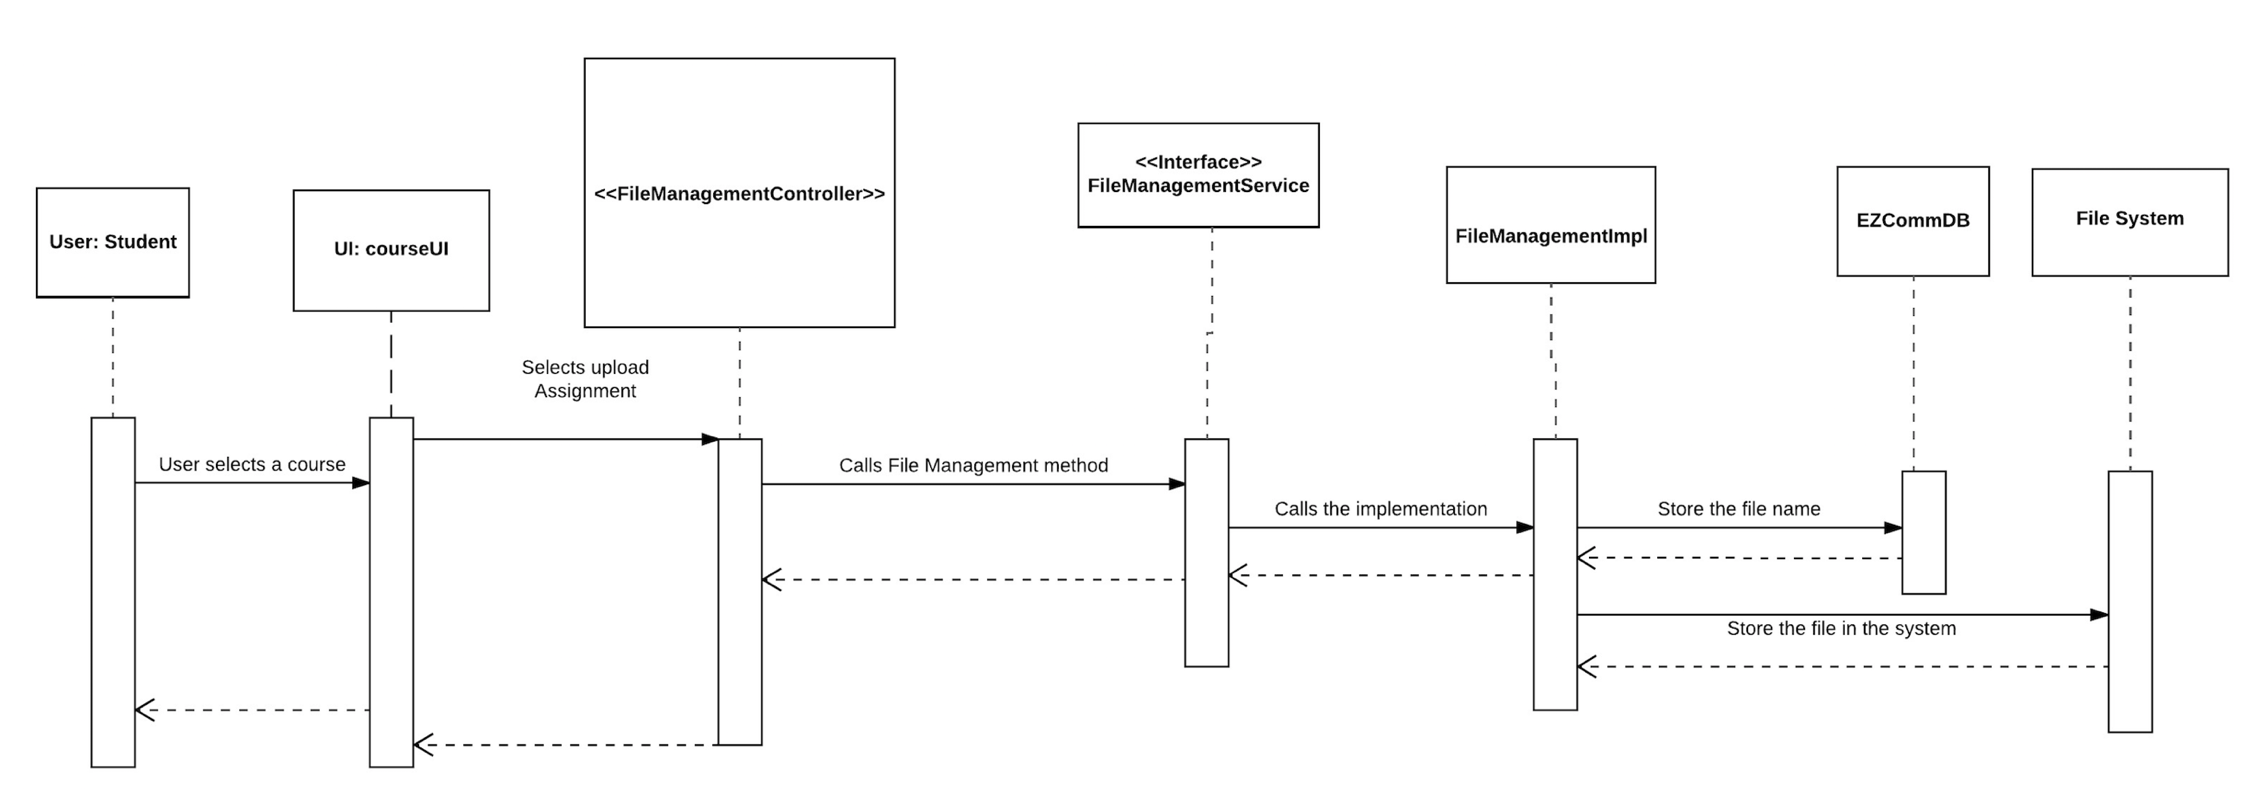 <<Interface>>
FileManagementService
<<FileManagementController>>
User: Student
UI: courseUI
FileManagementImpl
EZCommDB
File System
Selects upload
Assignment
User selects a course
Calls File Management method
Calls the implementation
Store the file name
Store the file in the system